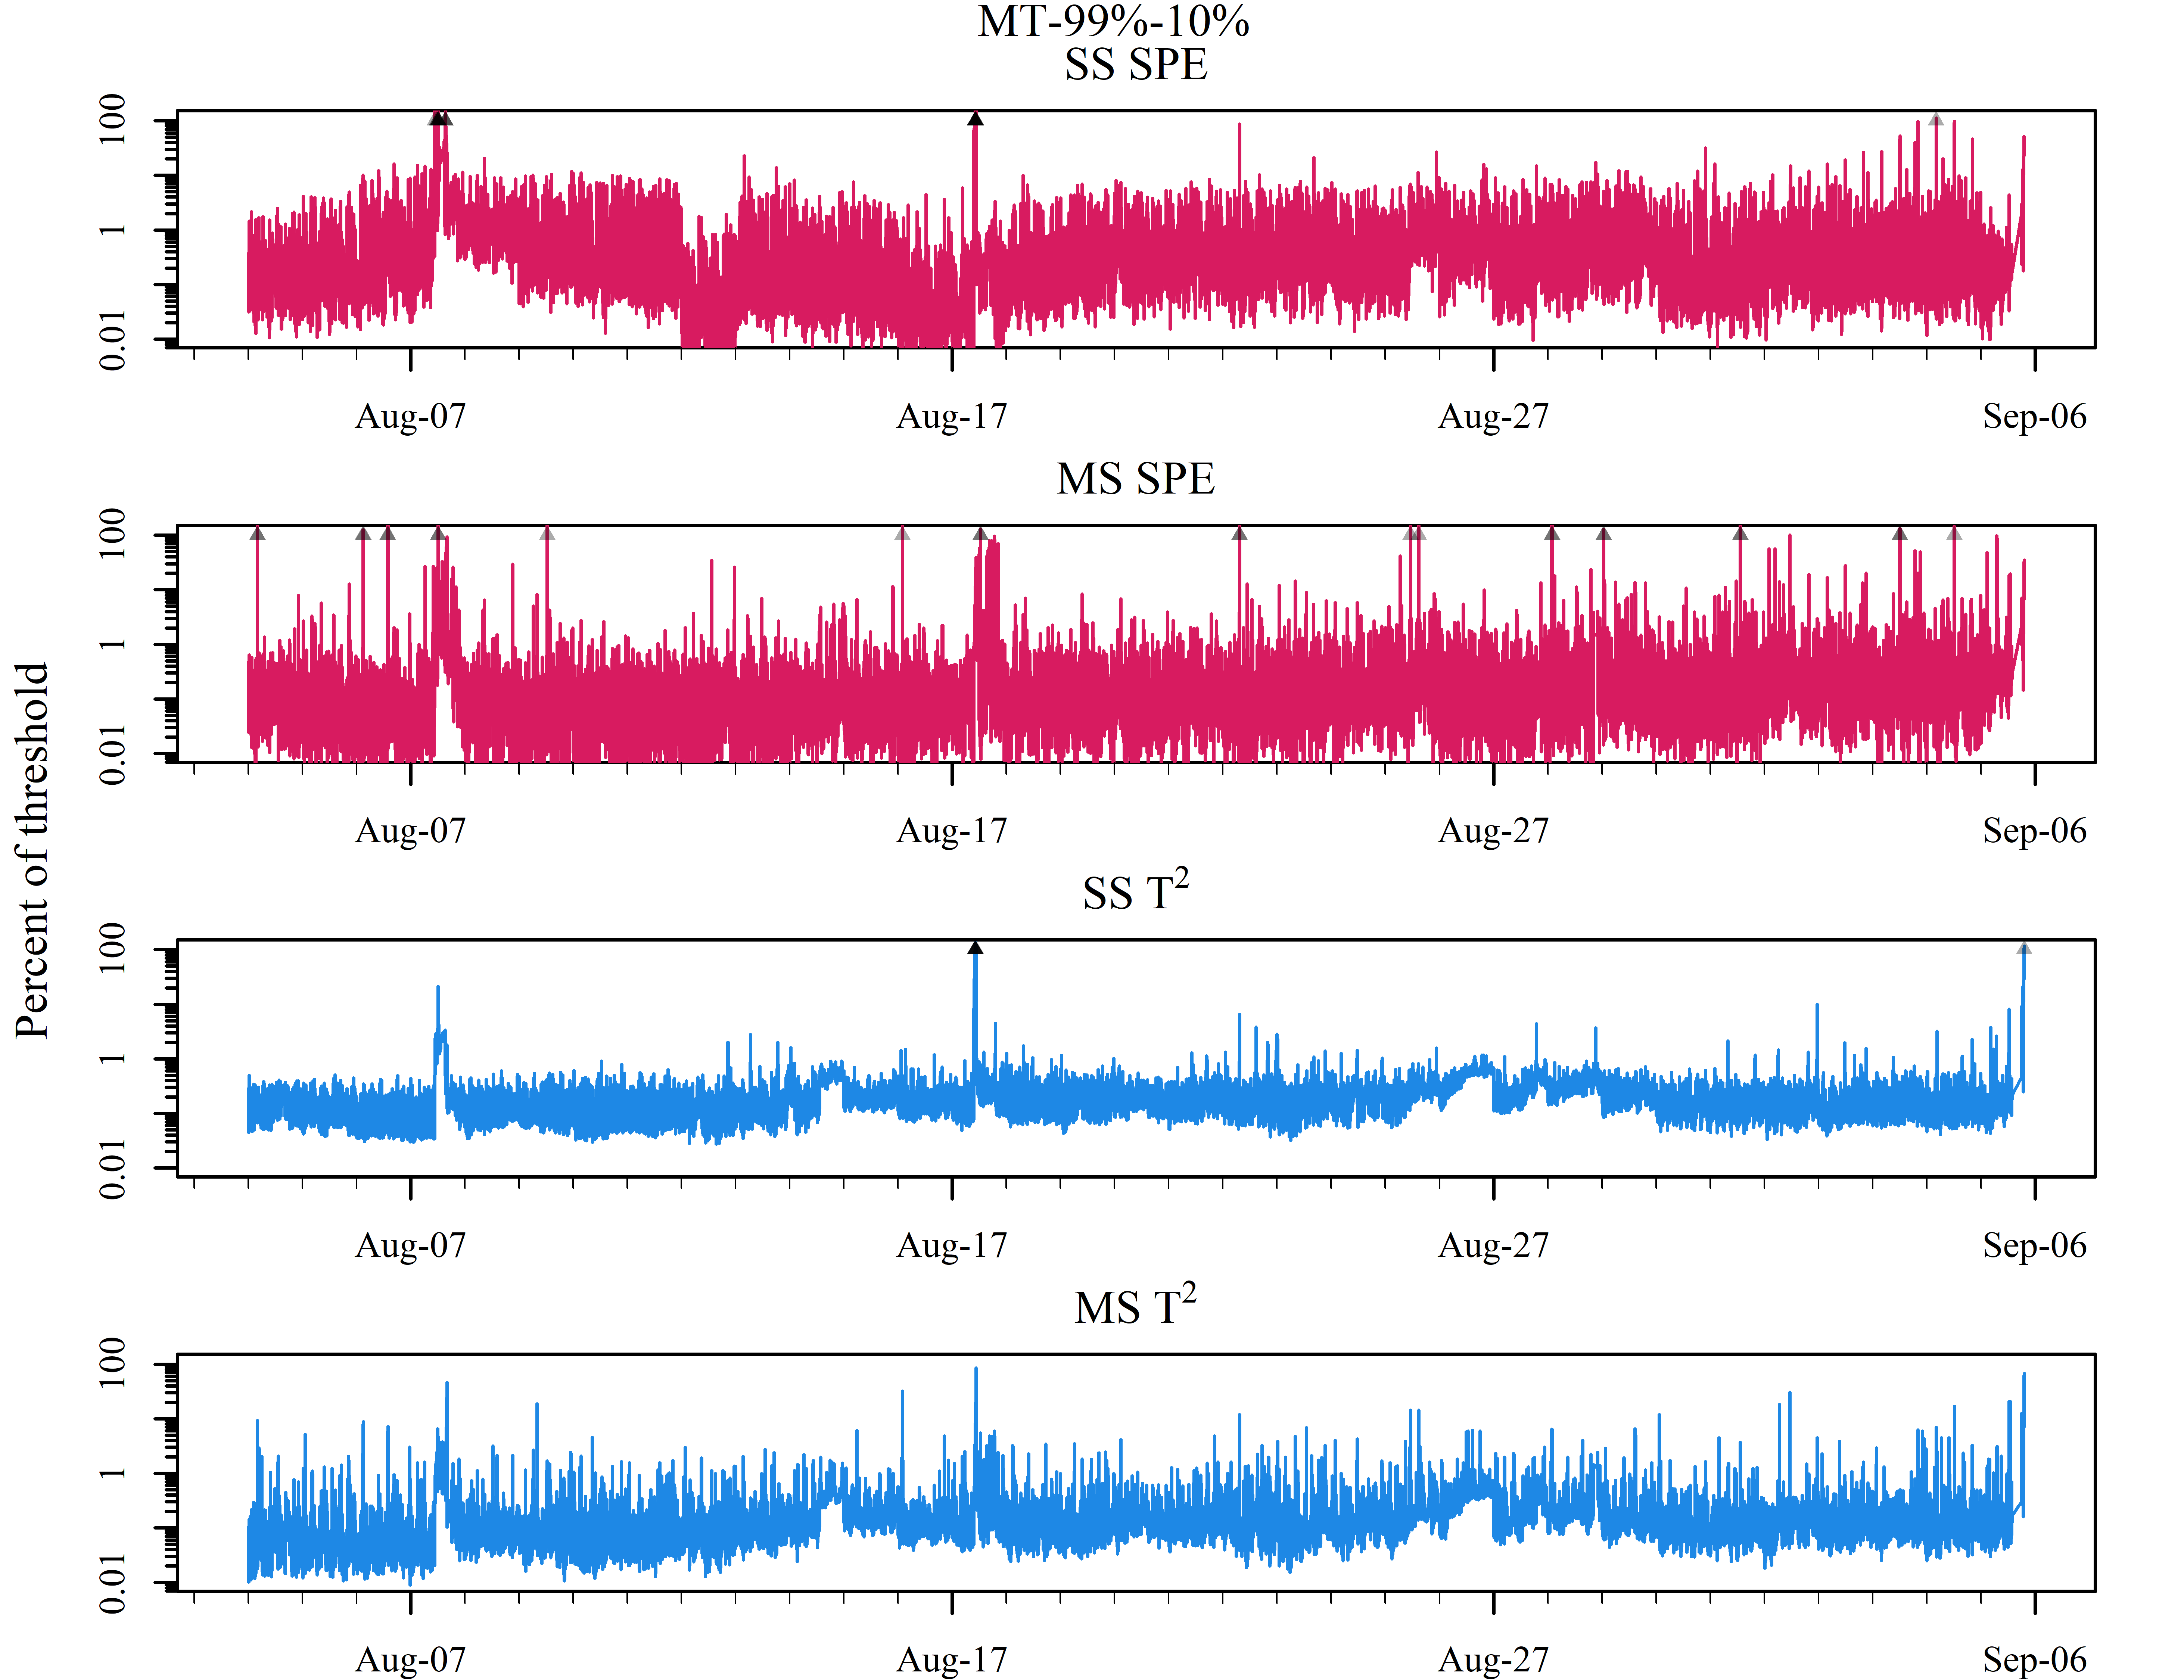 MT-99%-10%
SS SPE
100
1
0.01
Aug-07 Aug-17 Aug-27 Sep-06
MS SPE
100
1
0.01
Aug-07 Aug-17 Aug-27 Sep-06
Percent of threshold
SS T²
100
1
0.01
Aug-07 Aug-17 Aug-27 Sep-06
MS T²
100
1
0.01
Aug-07 Aug-17 Aug-27 Sep-06